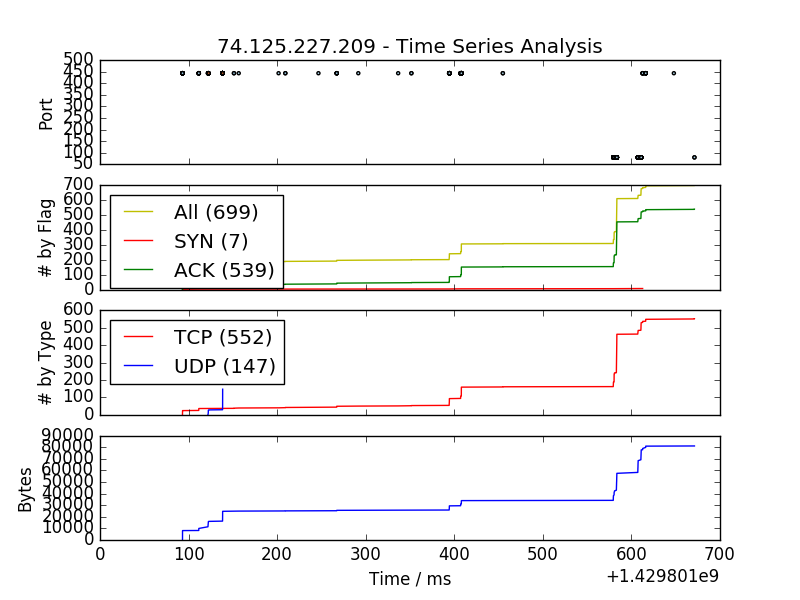 74.125.227.209 - Time Series Analysis
500
450
400
350
300
250
200
150
100
50
Port
700
600
500
400
300
200
100
0
# by Flag
All (699)
SYN (7)
ACK (539)
600
500
400
300
200
100
0
# by Type
TCP (552)
UDP (147)
90000
80000
70000
60000
50000
40000
30000
20000
10000
0
Bytes
0 100 200 300 400 500 600 700
Time / ms
+1.429801e9